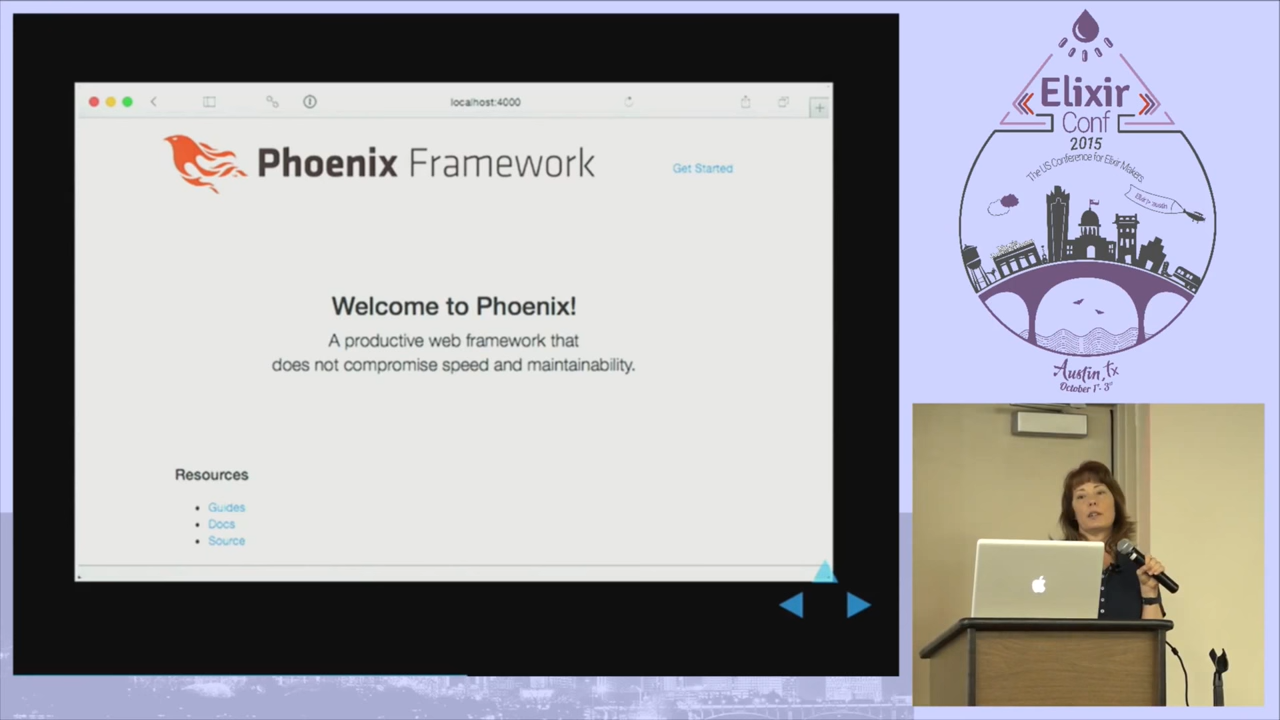 localhost:4000
Phoenix Framework
Get Started
Welcome to Phoenix!
A productive web framework that
does not compromise speed and maintainability.
Resources
Guides
Docs
Source
Elixir
Conf
2015
The US Conference for Elixir Makers
Austin, tx
October 1st - 3rd